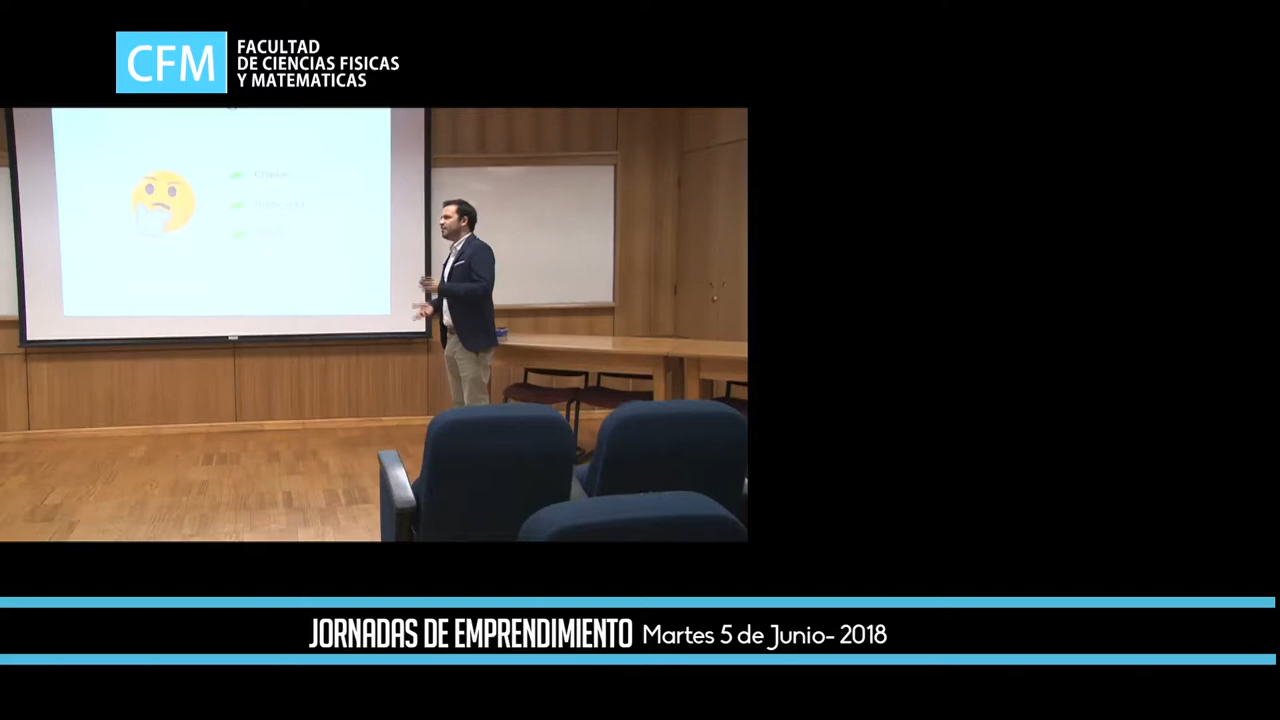 CFM
FACULTAD
DE CIENCIAS FISICAS
Y MATEMATICAS
JORNADAS DE EMPRENDIMIENTO Martes 5 de Junio- 2018